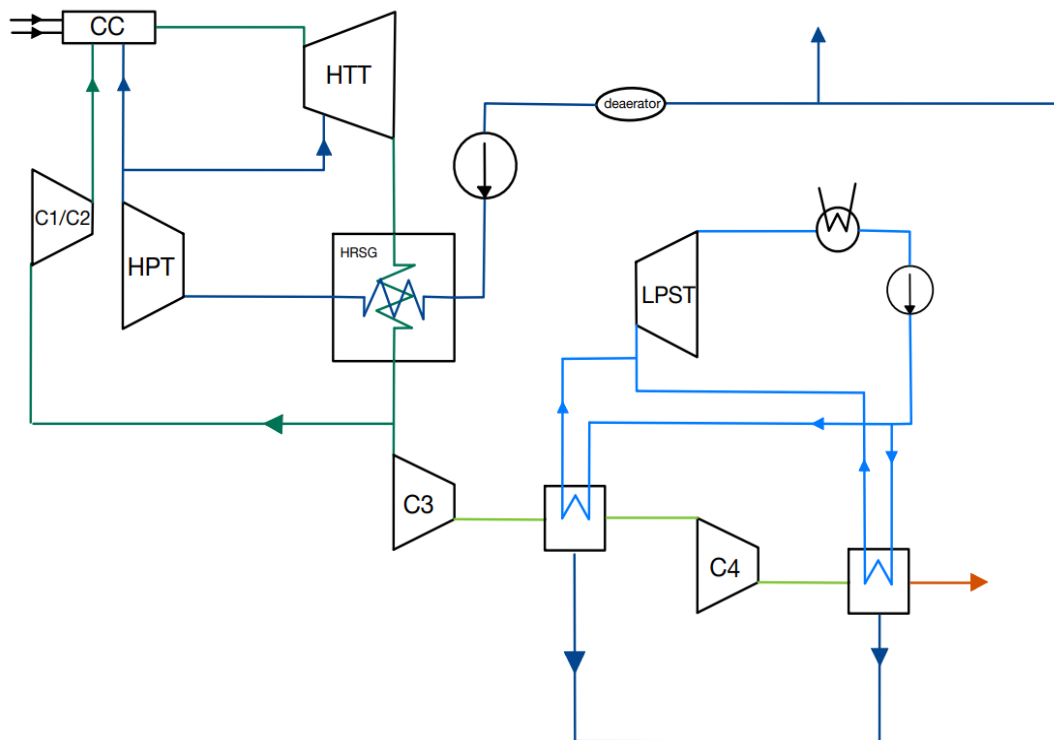 CC
HTT
deaerator
C1/C2
HPT
HRSG
LPST
C3
C4